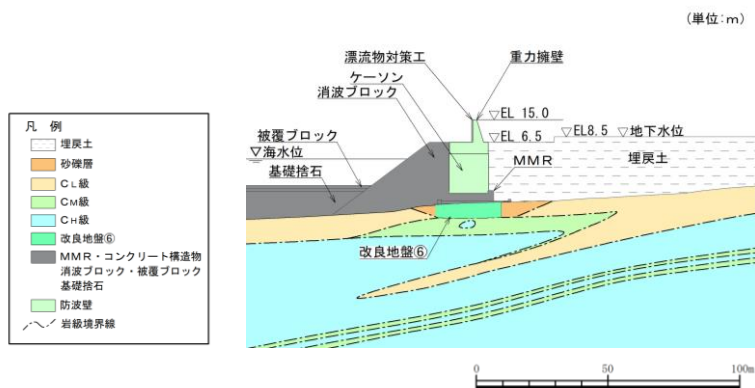 (単位:m)
漂流物対策工
重力擁壁
ケーソン
消波ブロック
▽EL 15.0
被覆ブロック
▽EL 6.5
▽EL8.5
▽地下水位
▽海水位
基礎捨石
MMR
埋戻土
改良地盤⑥
凡 例
埋戻土
砂礫層
CL級
CM級
CH級
改良地盤⑥
MMR・コンクリート構造物
消波ブロック・被覆ブロック
基礎捨石
防波壁
岩級境界線
0 50 100m